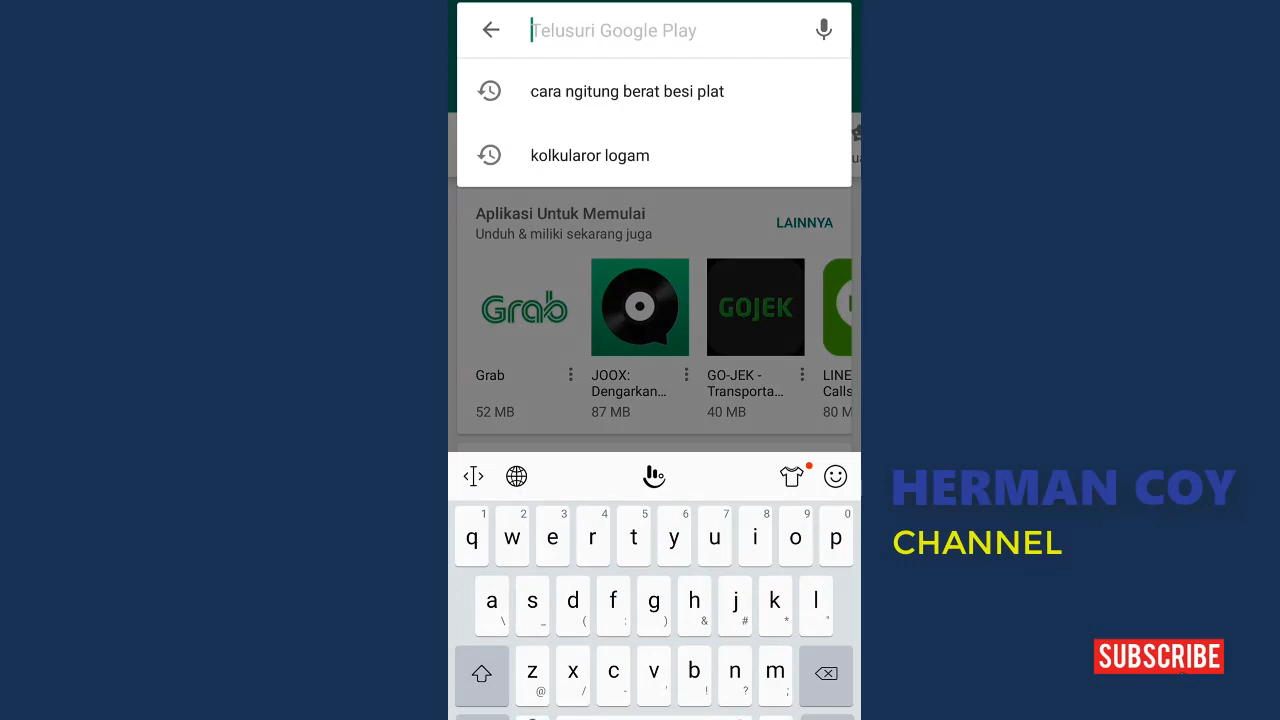 Telusuri Google Play
cara ngitung berat besi plat
kolkularor logam
Aplikasi Untuk Memulai
LAINNYA
Unduh & miliki sekarang juga
Grab
GOJEK
Grab
JOOX:
Dengarkan...
GO-JEK -
Transporta...
LINE
Calls
52 MB
87 MB
40 MB
80 M
HERMAN COY
CHANNEL
SUBSCRIBE
1 2 3 4 5 6 7 8 9 0
q w e r t y u i o p
a s d f g h j k l
\ _ ( : ) & # * "
z x c v b n m
@ / - ' ! ? ;